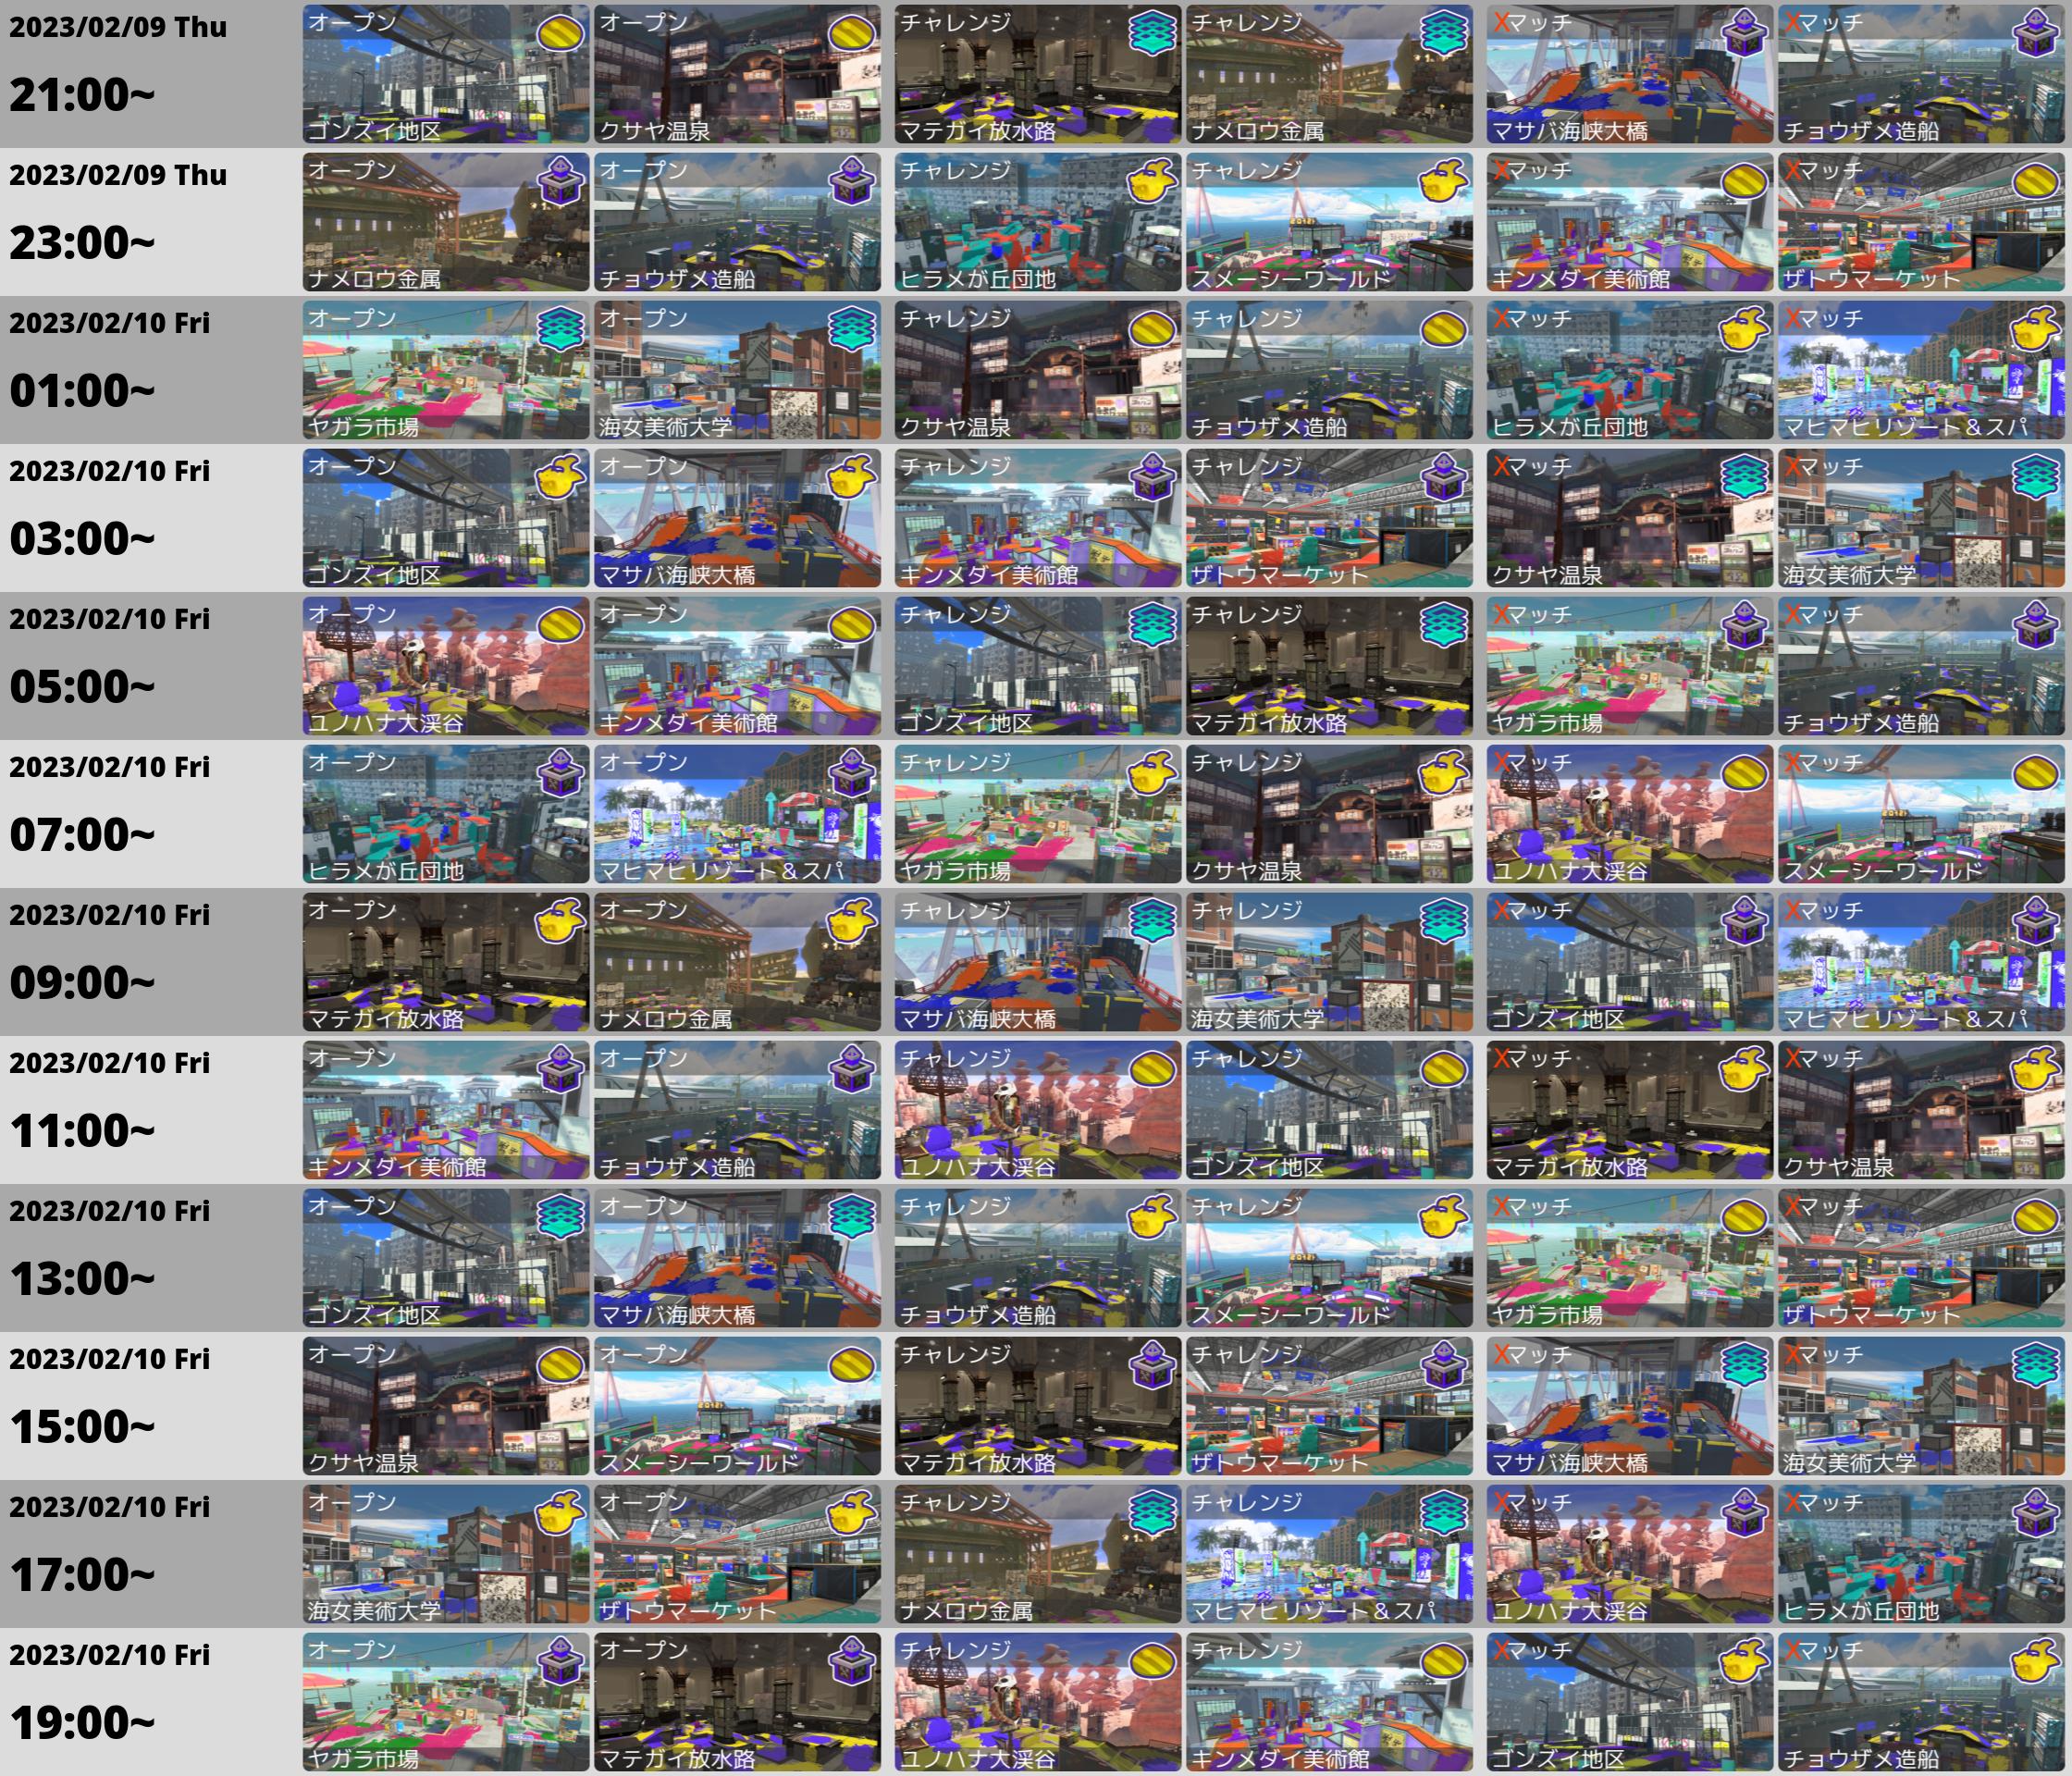 2023/02/09 Thu
21:00~
オープン オープン チャレンジ チャレンジ Xマッチ Xマッチ
ゴンズイ地区 クサヤ温泉 マテガイ放水路 ナメロウ金属 マサバ海峡大橋 チョウザメ造船
2023/02/09 Thu
23:00~
オープン オープン チャレンジ チャレンジ Xマッチ Xマッチ
ナメロウ金属 チョウザメ造船 ヒラメが丘団地 スメーシーワールド キンメダイ美術館 ザトウマーケット
2023/02/10 Fri
01:00~
オープン オープン チャレンジ チャレンジ Xマッチ Xマッチ
ヤガラ市場 海女美術大学 クサヤ温泉 チョウザメ造船 ヒラメが丘団地 マヒマヒリゾート&スパ
2023/02/10 Fri
03:00~
オープン オープン チャレンジ チャレンジ Xマッチ Xマッチ
ゴンズイ地区 マサバ海峡大橋 キンメダイ美術館 ザトウマーケット クサヤ温泉 海女美術大学
2023/02/10 Fri
05:00~
オープン オープン チャレンジ チャレンジ Xマッチ Xマッチ
ユノハナ大渓谷 キンメダイ美術館 ゴンズイ地区 マテガイ放水路 ヤガラ市場 チョウザメ造船
2023/02/10 Fri
07:00~
オープン オープン チャレンジ チャレンジ Xマッチ Xマッチ
ヒラメが丘団地 マヒマヒリゾート&スパ ヤガラ市場 クサヤ温泉 ユノハナ大渓谷 スメーシーワールド
2023/02/10 Fri
09:00~
オープン オープン チャレンジ チャレンジ Xマッチ Xマッチ
マテガイ放水路 ナメロウ金属 マサバ海峡大橋 海女美術大学 ゴンズイ地区 マヒマヒリゾート&スパ
2023/02/10 Fri
11:00~
オープン オープン チャレンジ チャレンジ Xマッチ Xマッチ
キンメダイ美術館 チョウザメ造船 ユノハナ大渓谷 ゴンズイ地区 マテガイ放水路 クサヤ温泉
2023/02/10 Fri
13:00~
オープン オープン チャレンジ チャレンジ Xマッチ Xマッチ
ゴンズイ地区 マサバ海峡大橋 チョウザメ造船 スメーシーワールド ヤガラ市場 ザトウマーケット
2023/02/10 Fri
15:00~
オープン オープン チャレンジ チャレンジ Xマッチ Xマッチ
クサヤ温泉 スメーシーワールド マテガイ放水路 ザトウマーケット マサバ海峡大橋 海女美術大学
2023/02/10 Fri
17:00~
オープン オープン チャレンジ チャレンジ Xマッチ Xマッチ
海女美術大学 ザトウマーケット ナメロウ金属 マヒマヒリゾート&スパ ユノハナ大渓谷 ヒラメが丘団地
2023/02/10 Fri
19:00~
オープン オープン チャレンジ チャレンジ Xマッチ Xマッチ
ヤガラ市場 マテガイ放水路 ユノハナ大渓谷 キンメダイ美術館 ゴンズイ地区 チョウザメ造船